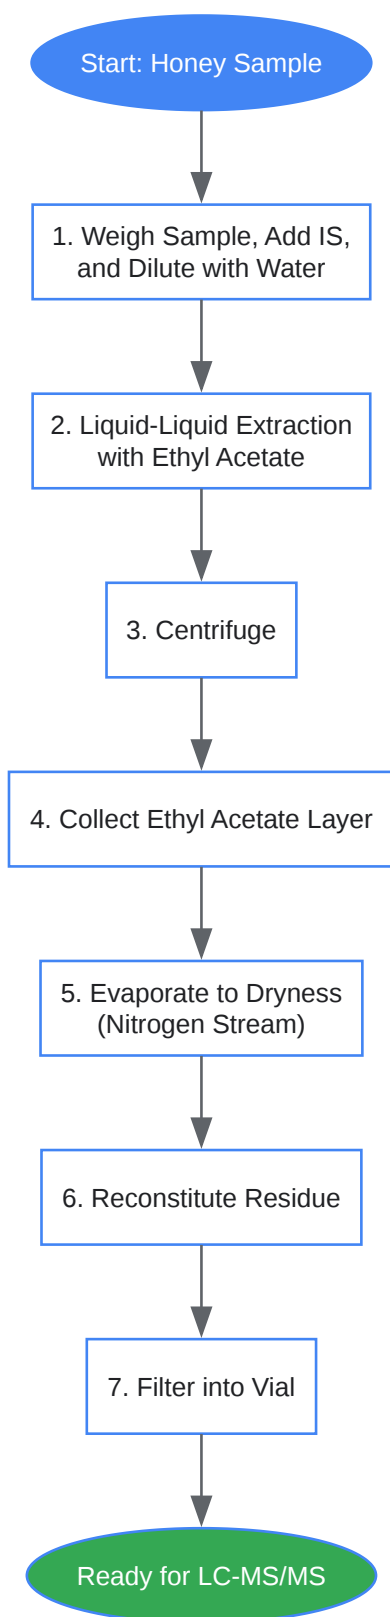 Start: Honey Sample
1. Weigh Sample, Add IS,
and Dilute with Water
2. Liquid-Liquid Extraction
with Ethyl Acetate
3. Centrifuge
4. Collect Ethyl Acetate Layer
5. Evaporate to Dryness
(Nitrogen Stream)
6. Reconstitute Residue
7. Filter into Vial
Ready for LC-MS/MS